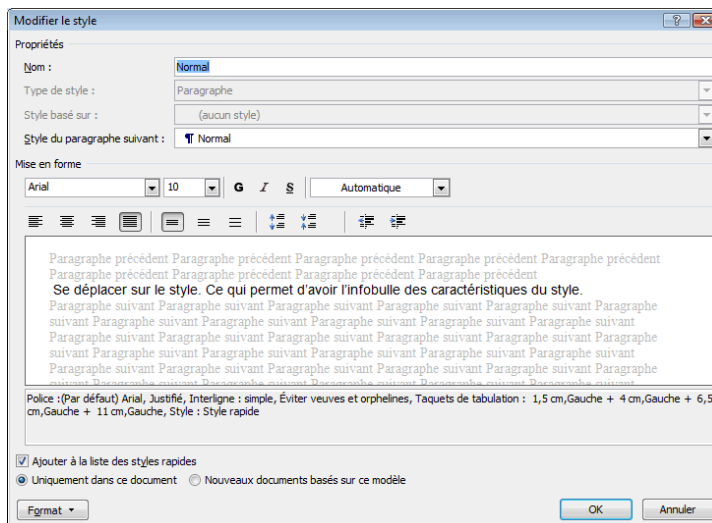 Modifier le style
Propriétés
Nom :
Normal
Type de style :
Paragraphe
Style basé sur :
(aucun style)
Style du paragraphe suivant :
¶ Normal
Mise en forme
Arial 10 G I S Automatique
Paragraphe précédent Paragraphe précédent Paragraphe précédent Paragraphe précédent Paragraphe précédent
Paragraphe précédent Paragraphe précédent Paragraphe précédent Paragraphe précédent
Se déplacer sur le style. Ce qui permet d'avoir l'infobulle des caractéristiques du style.
Paragraphe suivant Paragraphe suivant Paragraphe suivant Paragraphe suivant Paragraphe suivant Paragraphe
suivant Paragraphe suivant Paragraphe suivant Paragraphe suivant Paragraphe suivant Paragraphe suivant
Paragraphe suivant Paragraphe suivant Paragraphe suivant Paragraphe suivant Paragraphe suivant Paragraphe
suivant Paragraphe suivant Paragraphe suivant Paragraphe suivant Paragraphe suivant Paragraphe suivant
Paragraphe suivant Paragraphe suivant Paragraphe suivant Paragraphe suivant Paragraphe suivant Paragraphe
suivant Paragraphe suivant Paragraphe suivant Paragraphe suivant Paragraphe suivant Paragraphe suivant
Police :(Par défaut) Arial, Justifié, Interligne : simple, Éviter veuves et orphelines, Taquets de tabulation : 1,5 cm,Gauche + 4 cm,Gauche + 6,5
cm,Gauche + 11 cm,Gauche, Style : Style rapide
Ajouter à la liste des styles rapides
Uniquement dans ce document Nouveaux documents basés sur ce modèle
Format OK Annuler